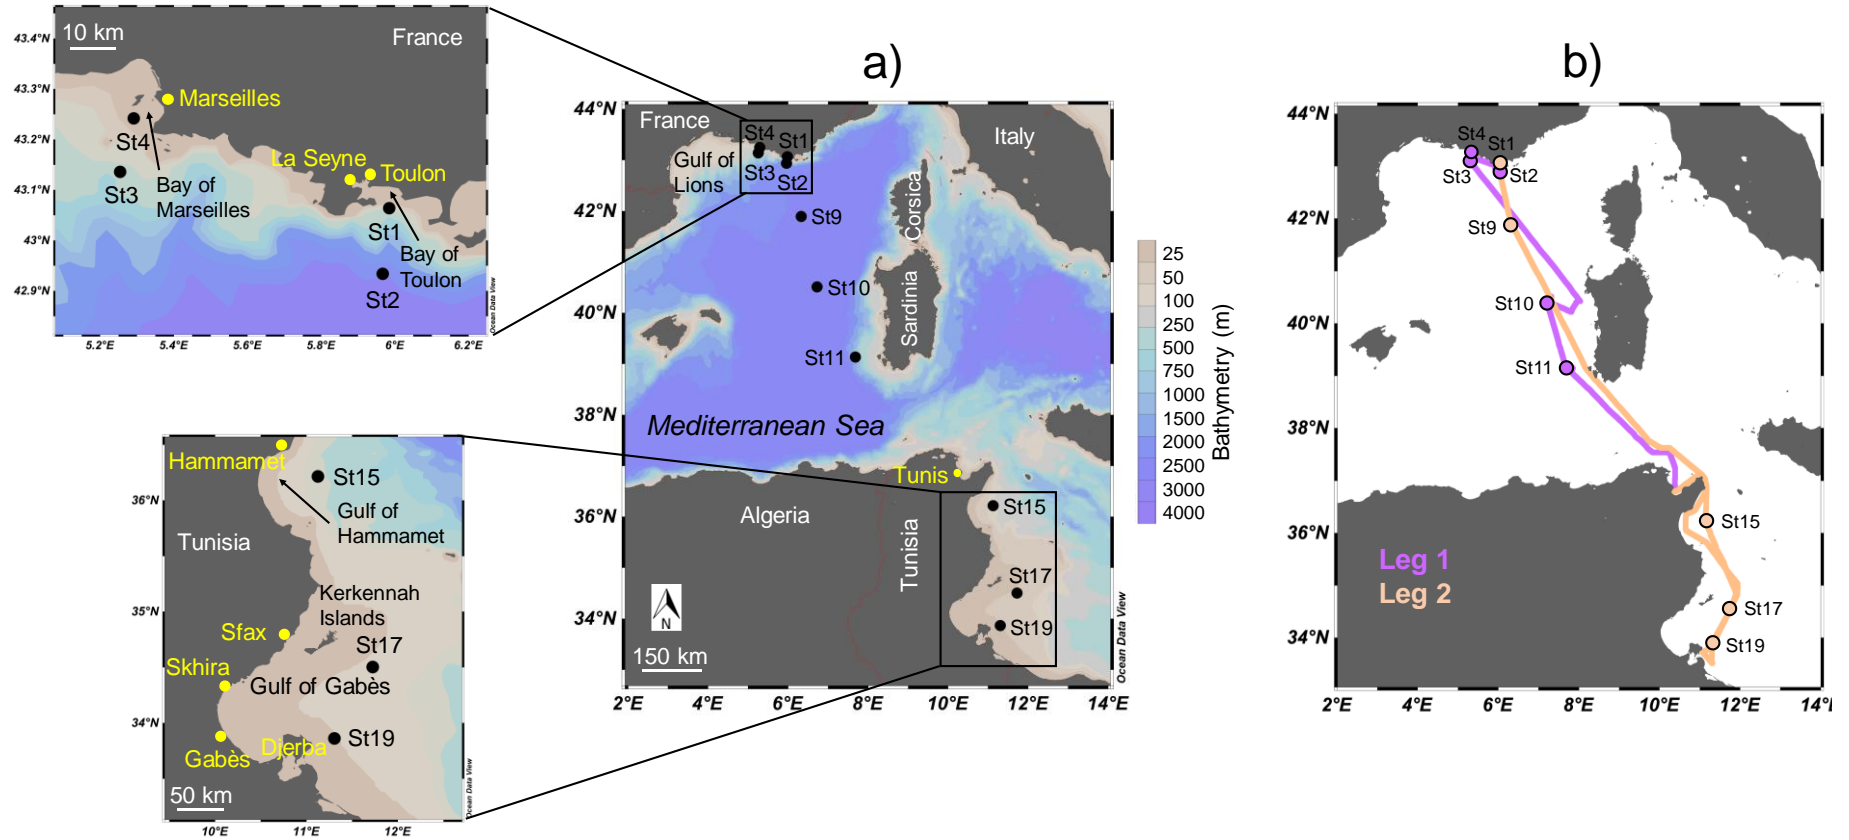 10 km
France
43.4°N
43.3°N
43.2°N
43.1°N
43°N
42.9°N
Marseilles
St4
La Seyne
Toulon
St3
Bay of
Marseilles
St1
Bay of
Toulon
St2
Ocean Data View
5.2°E
5.4°E
5.6°E
5.8°E
6°E
6.2°E
Hammamet
St15
36°N
Gulf of
Hammamet
Tunisia
Kerkennah
Islands
35°N
Sfax
St17
Skhira
Gulf of Gabès
34°N
St19
Djerba
Gabès
50 km
Ocean Data View
10°E
11°E
12°E
a)
44°N
France
St4
St1
Italy
Gulf of
Lions
St3
St2
42°N
St9
Corsica
St10
40°N
Sardinia
St11
38°N
Mediterranean Sea
Tunis
36°N
Algeria
St15
Tunisia
St17
34°N
N
St19
150 km
Ocean Data View
2°E
4°E
6°E
8°E
10°E
12°E
14°E
25
50
100
250
500
750
1000
1500
2000
2500
3000
4000
Bathymetry (m)
b)
44°N
St4
St1
St3
St2
42°N
St9
St10
40°N
St11
38°N
36°N
St15
Leg 1
Leg 2
St17
34°N
St19
2°E
4°E
6°E
8°E
10°E
12°E
14°E